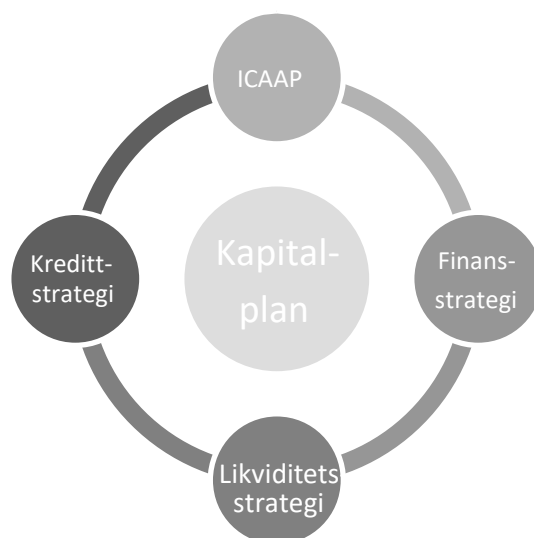 ICAAP
Kreditt-
strategi
Kapital-
plan
Finans-
strategi
Likviditets
strategi